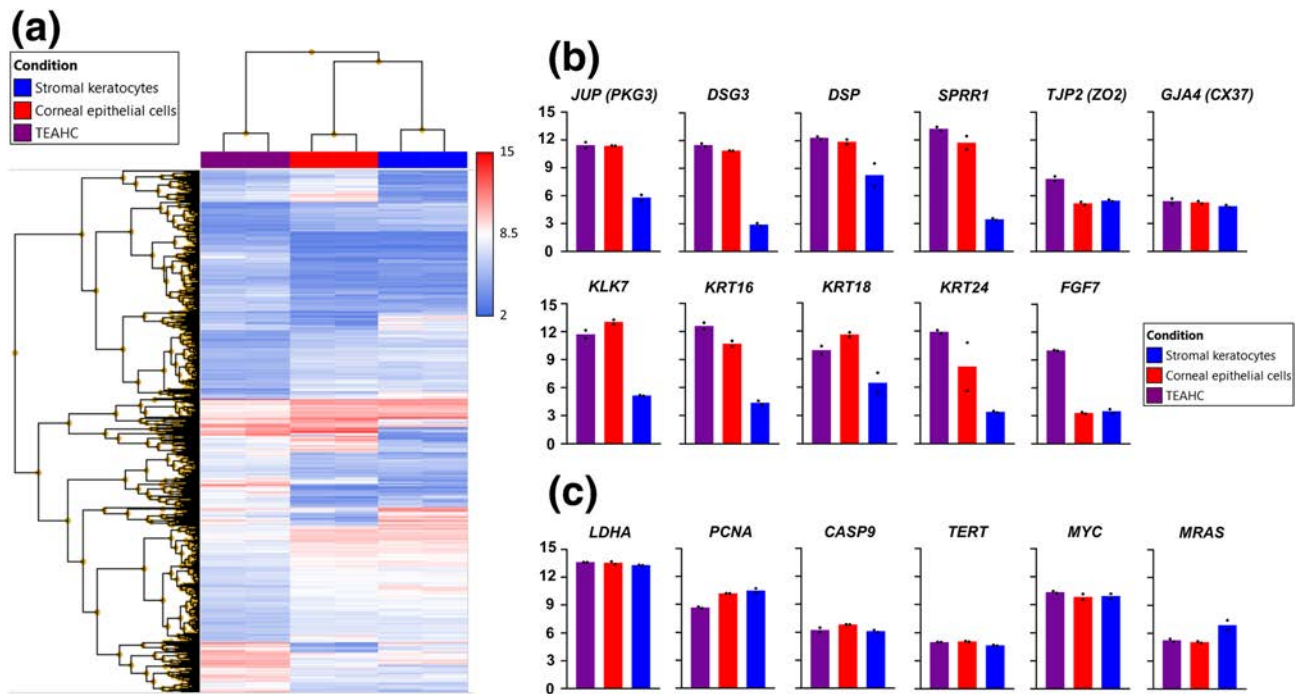 (a)
Condition
Stromal keratocytes
Corneal epithelial cells
TEAHC
15
8.5
2
(b)
JUP (PKG3) DSG3 DSP SPRR1 TJP2 (ZO2) GJA4 (CX37)
15
12
9
6
3
0
KLK7 KRT16 KRT18 KRT24 FGF7
15
12
9
6
3
0
Condition
Stromal keratocytes
Corneal epithelial cells
TEAHC
(c)
LDHA PCNA CASP9 TERT MYC MRAS
15
12
9
6
3
0